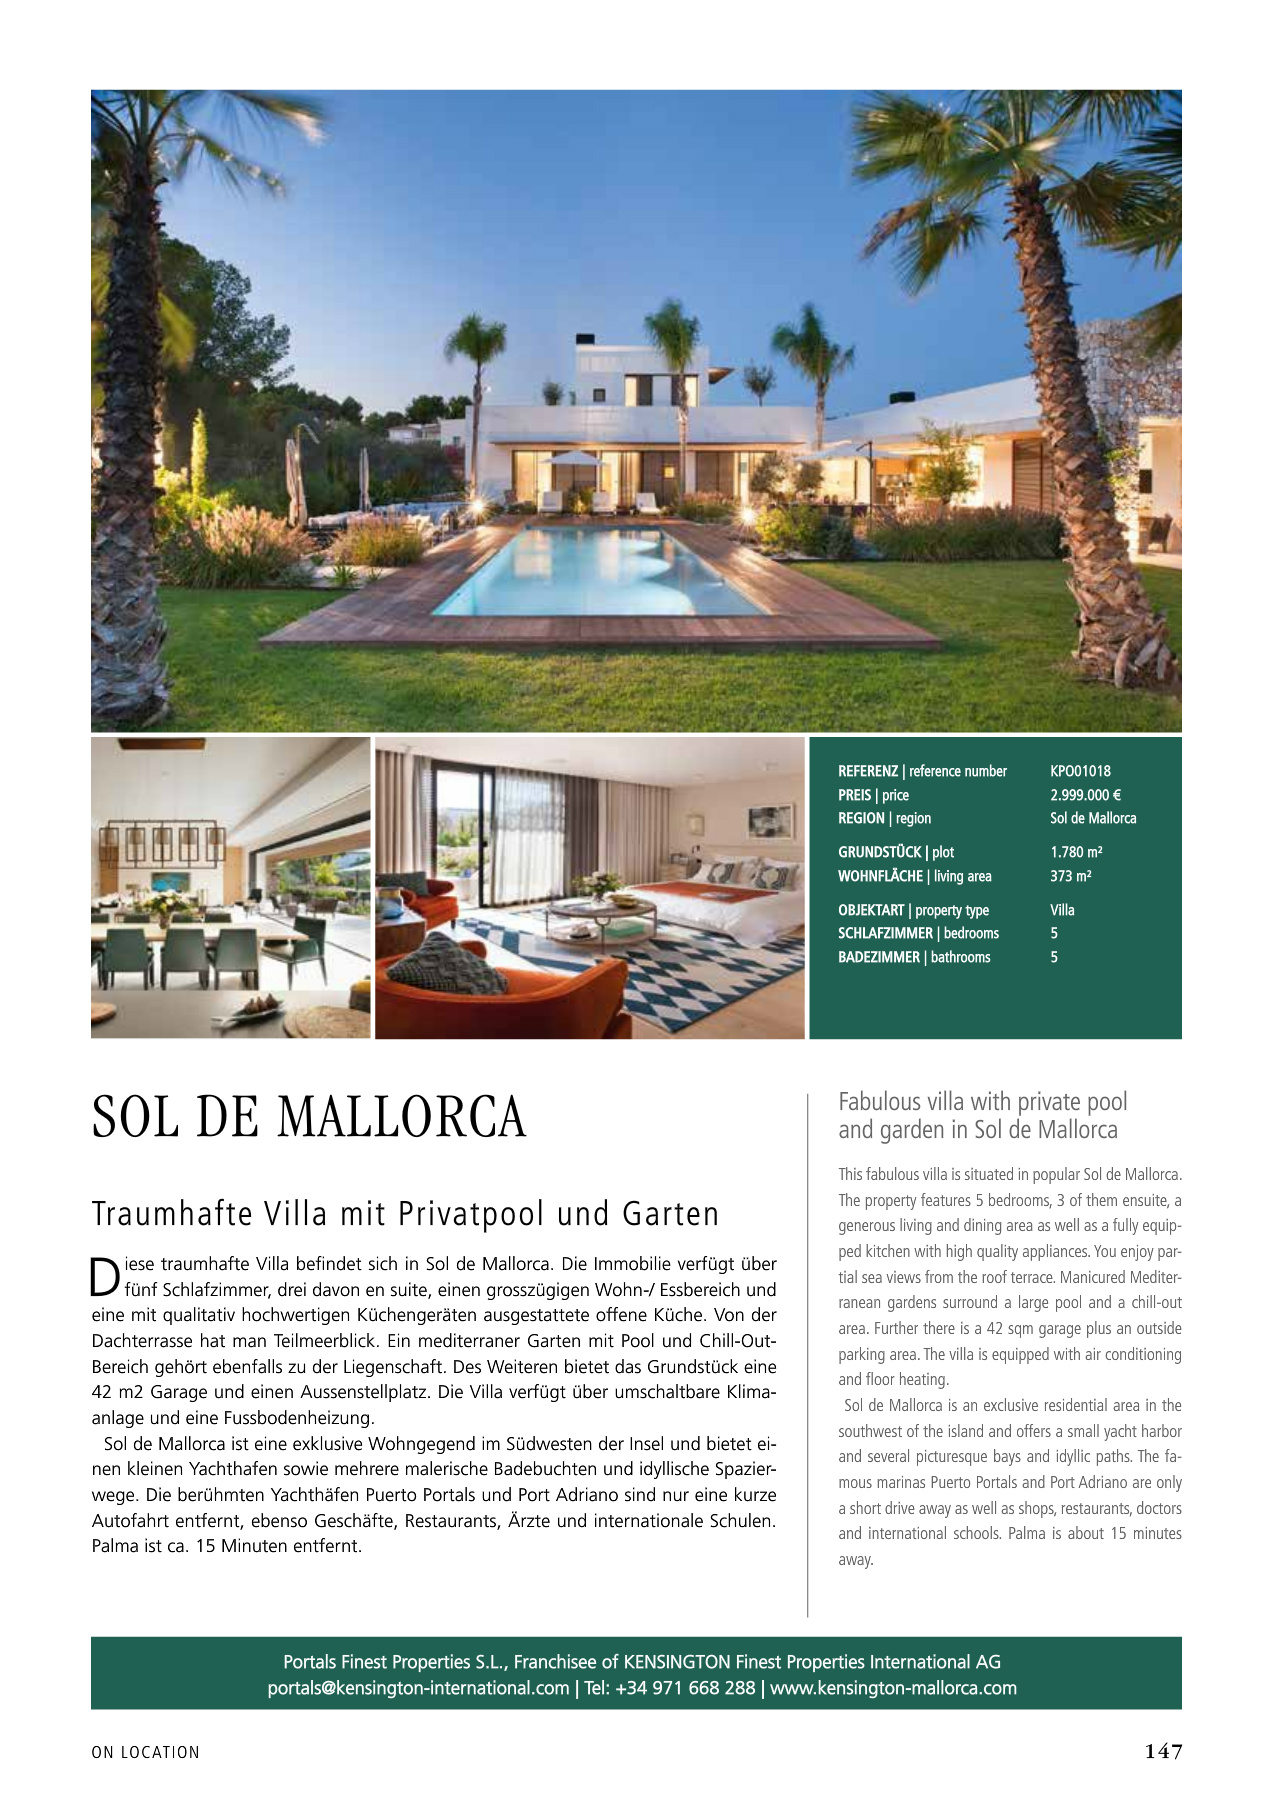 REFERENZ | reference number KPO01018
PREIS | price 2.999.000 €
REGION | region Sol de Mallorca
GRUNDSTÜCK | plot 1.780 m²
WOHNFLÄCHE | living area 373 m²
OBJEKTART | property type Villa
SCHLAFZIMMER | bedrooms 5
BADEZIMMER | bathrooms 5
SOL DE MALLORCA
Traumhafte Villa mit Privatpool und Garten
Diese traumhafte Villa befindet sich in Sol de Mallorca. Die Immobilie verfügt über
fünf Schlafzimmer, drei davon en suite, einen grosszügigen Wohn-/ Essbereich und
eine mit qualitativ hochwertigen Küchengeräten ausgestattete offene Küche. Von der
Dachterrasse hat man Teilmeerblick. Ein mediterraner Garten mit Pool und Chill-Out-
Bereich gehört ebenfalls zu der Liegenschaft. Des Weiteren bietet das Grundstück eine
42 m2 Garage und einen Aussenstellplatz. Die Villa verfügt über umschaltbare Klima-
anlage und eine Fussbodenheizung.
Sol de Mallorca ist eine exklusive Wohngegend im Südwesten der Insel und bietet ei-
nen kleinen Yachthafen sowie mehrere malerische Badebuchten und idyllische Spazier-
wege. Die berühmten Yachthäfen Puerto Portals und Port Adriano sind nur eine kurze
Autofahrt entfernt, ebenso Geschäfte, Restaurants, Ärzte und internationale Schulen.
Palma ist ca. 15 Minuten entfernt.
Fabulous villa with private pool
and garden in Sol de Mallorca
This fabulous villa is situated in popular Sol de Mallorca.
The property features 5 bedrooms, 3 of them ensuite, a
generous living and dining area as well as a fully equip-
ped kitchen with high quality appliances. You enjoy par-
tial sea views from the roof terrace. Manicured Mediter-
ranean gardens surround a large pool and a chill-out
area. Further there is a 42 sqm garage plus an outside
parking area. The villa is equipped with air conditioning
and floor heating.
Sol de Mallorca is an exclusive residential area in the
southwest of the island and offers a small yacht harbor
and several picturesque bays and idyllic paths. The fa-
mous marinas Puerto Portals and Port Adriano are only
a short drive away as well as shops, restaurants, doctors
and international schools. Palma is about 15 minutes
away.
Portals Finest Properties S.L., Franchisee of KENSINGTON Finest Properties International AG
portals@kensington-international.com | Tel: +34 971 668 288 | www.kensington-mallorca.com
ON LOCATION
147